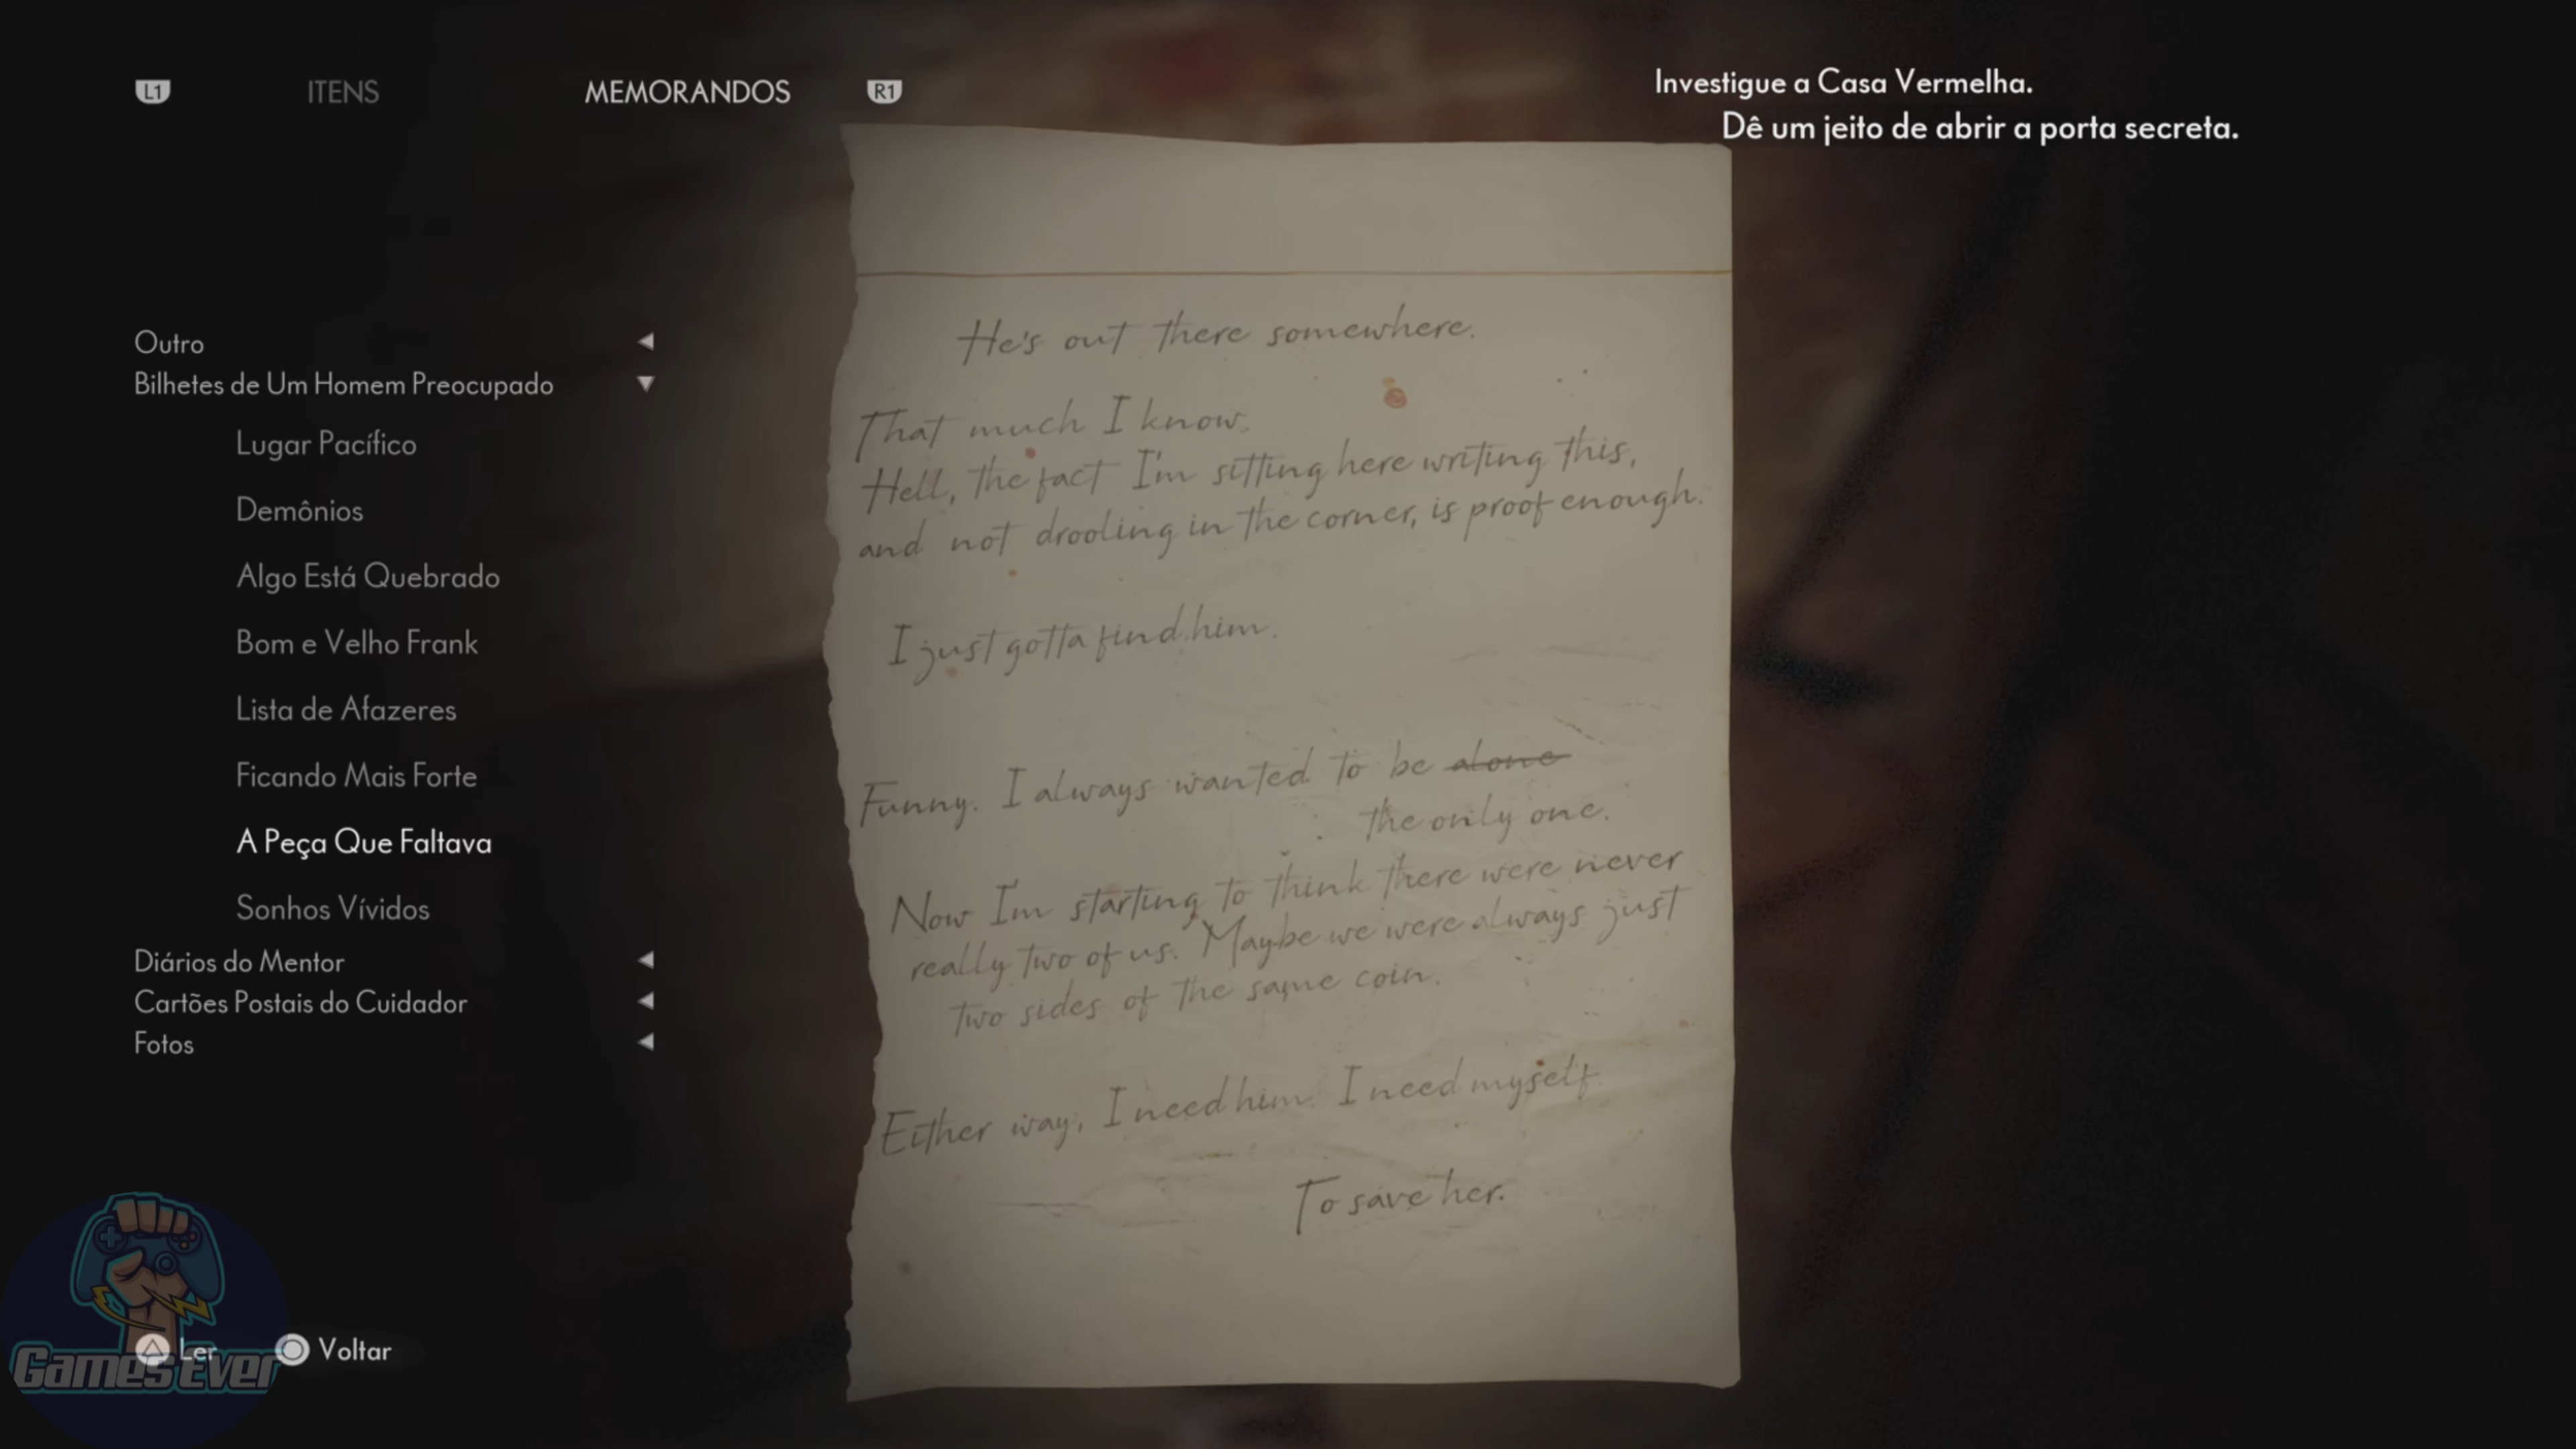 L1
ITENS
MEMORANDOS
R1
Investigue a Casa Vermelha.
Dê um jeito de abrir a porta secreta.
Outro
Bilhetes de Um Homem Preocupado
Lugar Pacífico
Demônios
Algo Está Quebrado
Bom e Velho Frank
Lista de Afazeres
Ficando Mais Forte
A Peça Que Faltava
Sonhos Vívidos
Diários do Mentor
Cartões Postais do Cuidador
Fotos
He's out there somewhere.
That much I know.
Hell, the fact I'm sitting here writing this,
and not drooling in the corner, is proof enough.
I just gotta find him.
Funny. I always wanted to be alone
the only one.
Now I'm starting to think there were never
really two of us. Maybe we were always just
two sides of the same coin.
Either way, I need him. I need myself.
To save her.
Ler
Voltar
Games Ever